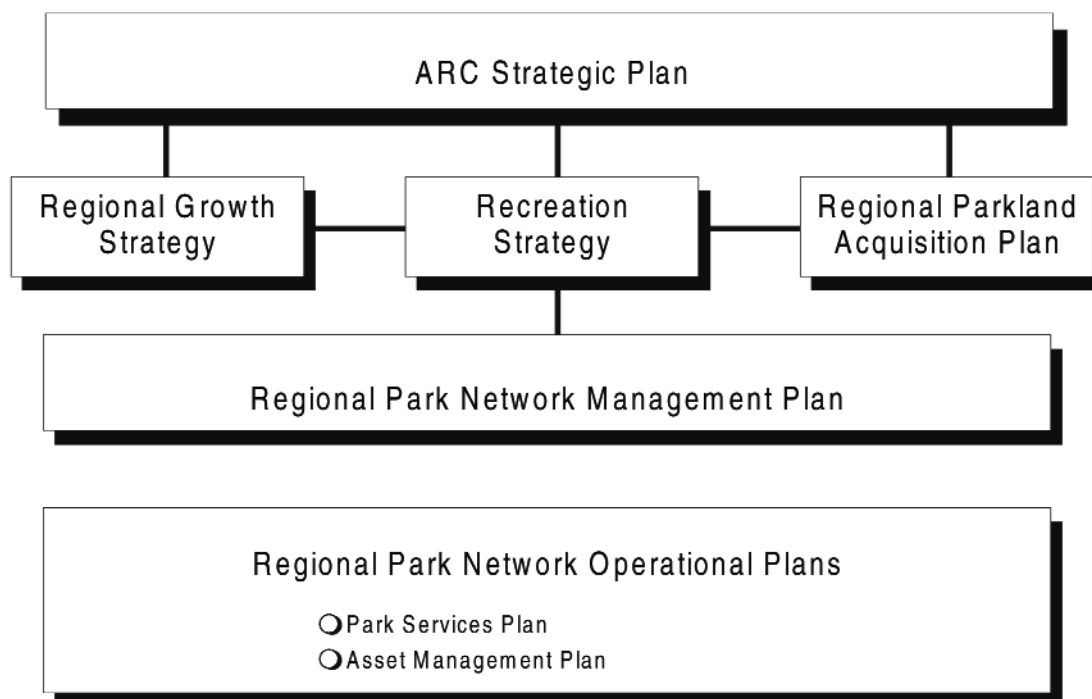 ARC Strategic Plan
Regional Growth
Strategy
Recreation
Strategy
Regional Parkland
Acquisition Plan
Regional Park Network Management Plan
Regional Park Network Operational Plans
Park Services Plan
Asset Management Plan